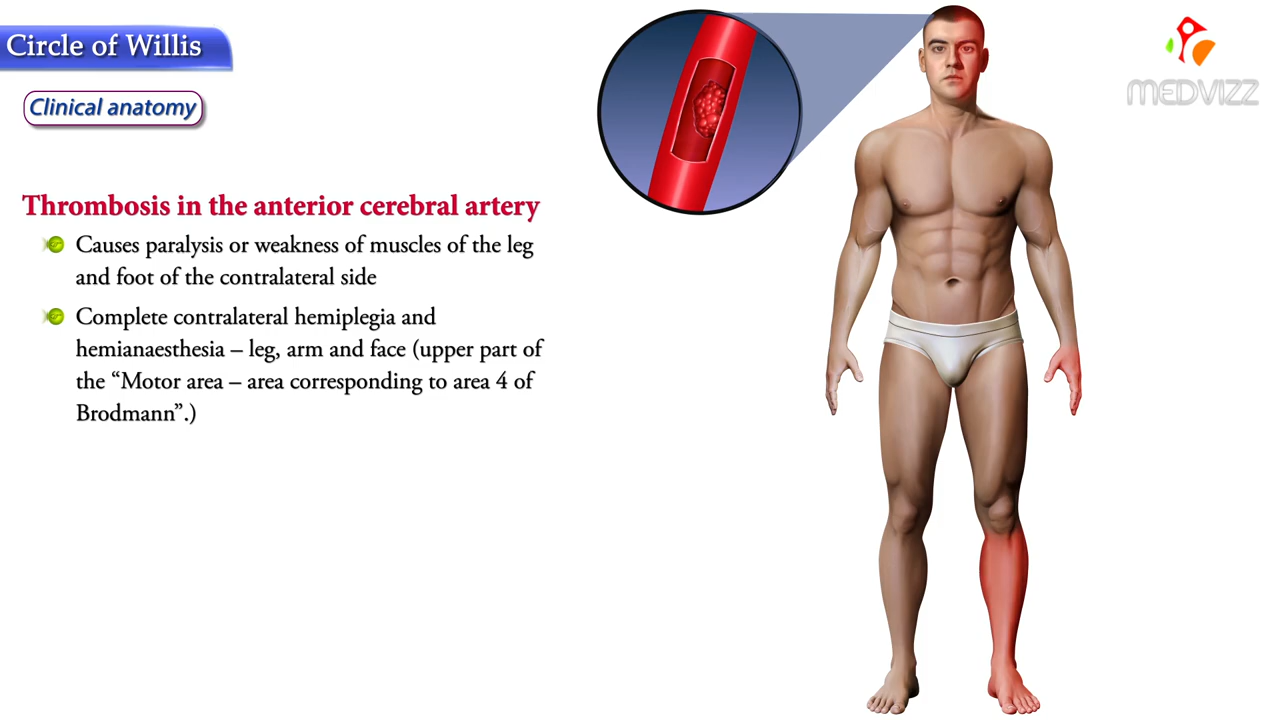 Circle of Willis
Clinical anatomy
MEDVIZZ
Thrombosis in the anterior cerebral artery
Causes paralysis or weakness of muscles of the leg
and foot of the contralateral side
Complete contralateral hemiplegia and
hemianaesthesia – leg, arm and face (upper part of
the “Motor area – area corresponding to area 4 of
Brodmann”.)